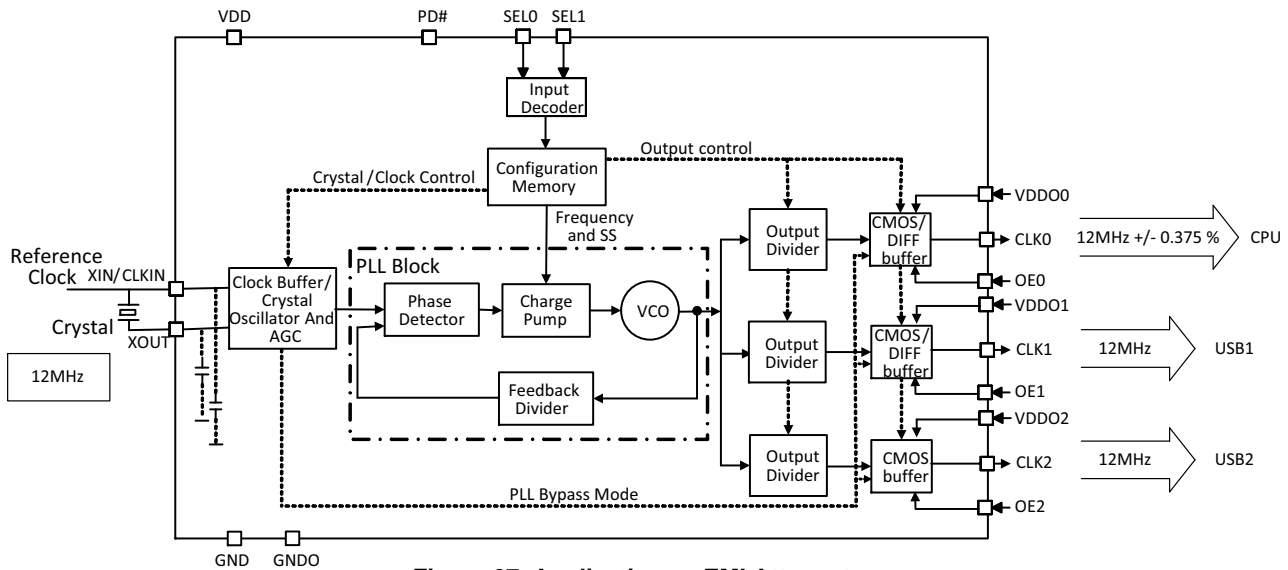 VDD
PD#
SEL0
SEL1
Input
Decoder
Output control
Configuration
Memory
Crystal /Clock Control
Frequency
and SS
VDDO0
Output
Divider
CMOS/
DIFF
buffer
CLK0
12MHz +/- 0.375 %
CPU
OE0
Reference
Clock
XIN/CLKIN
Crystal
XOUT
12MHz
Clock Buffer/
Crystal
Oscillator And
AGC
PLL Block
Phase
Detector
Charge
Pump
VCO
Feedback
Divider
VDDO1
Output
Divider
CMOS/
DIFF
buffer
CLK1
12MHz
USB1
OE1
VDDO2
Output
Divider
CMOS
buffer
CLK2
12MHz
USB2
OE2
PLL Bypass Mode
GND
GNDO